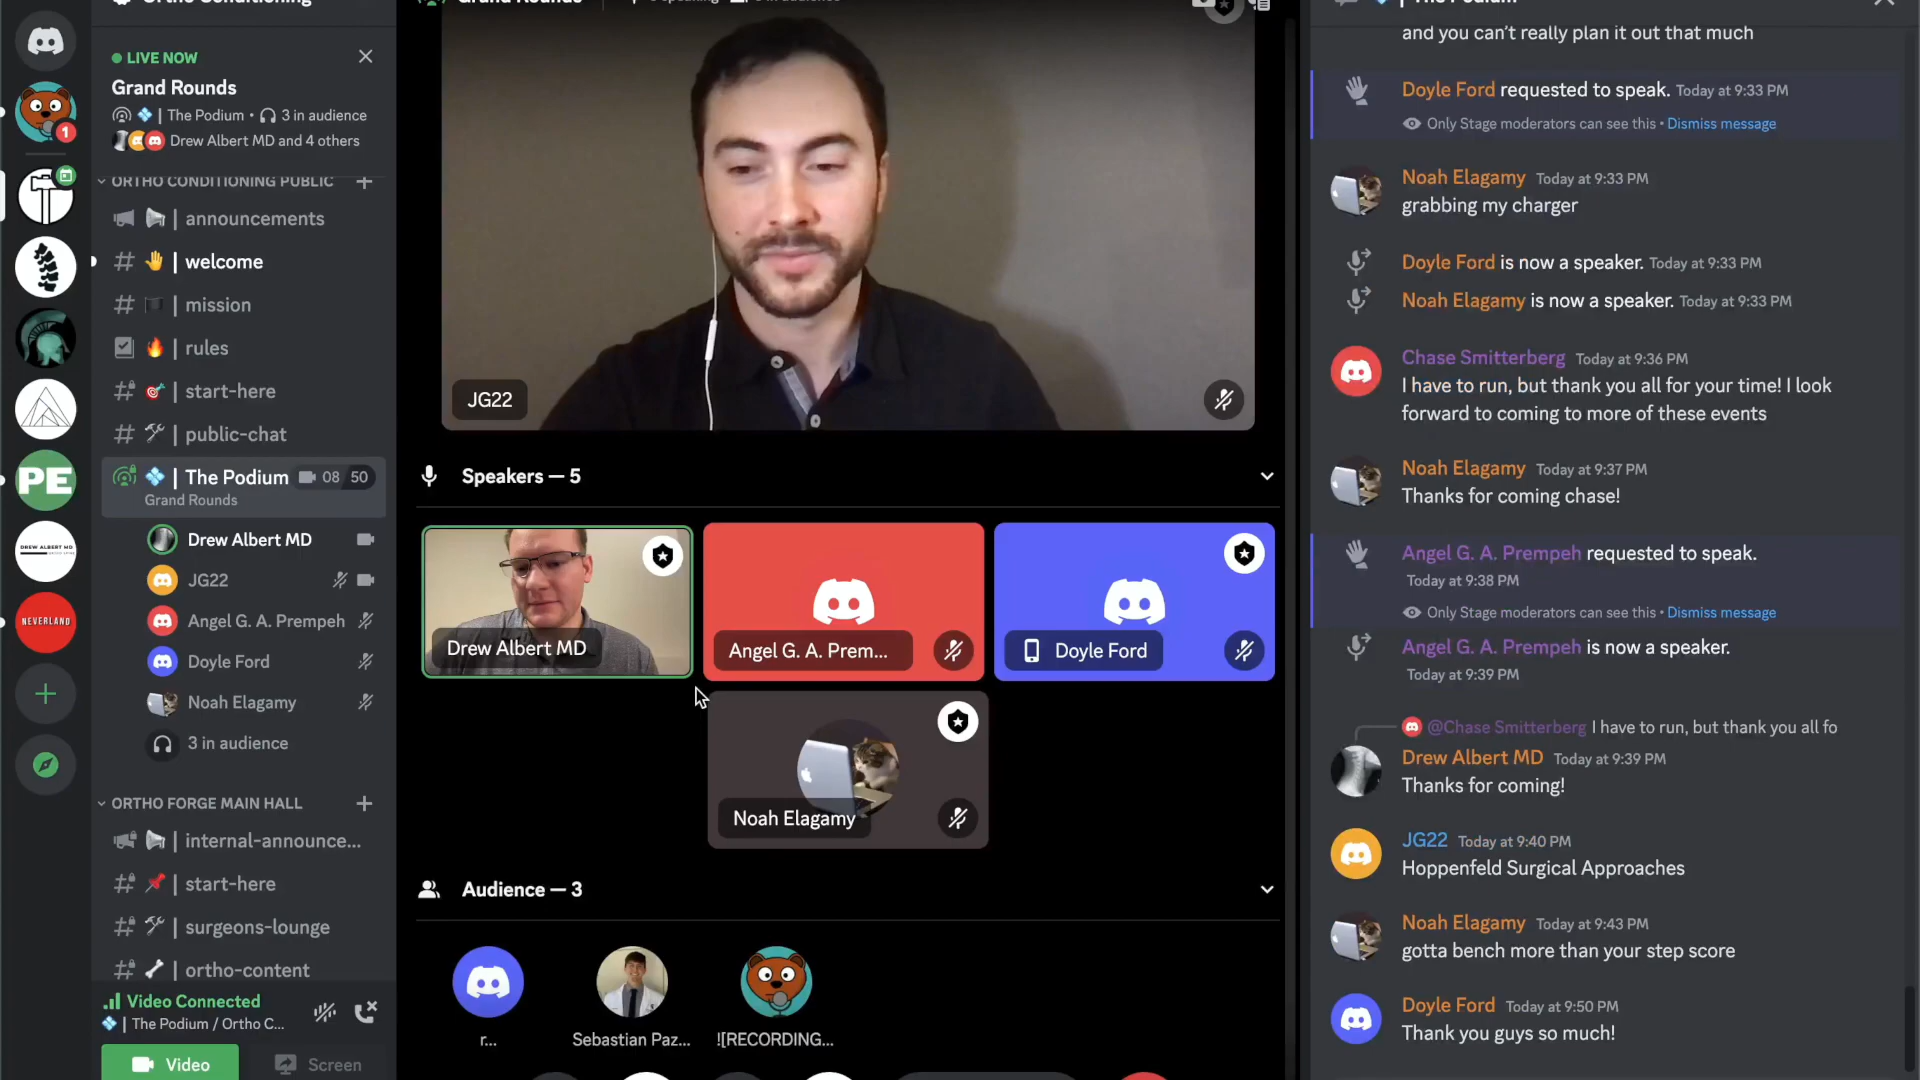 Ortho Conditioning
LIVE NOW
Grand Rounds
| The Podium • 3 in audience
Drew Albert MD and 4 others
ORTHO CONDITIONING PUBLIC
| announcements
| welcome
| mission
| rules
| start-here
| public-chat
| The Podium 08 50
Grand Rounds
Drew Albert MD
JG22
Angel G. A. Prempeh
Doyle Ford
Noah Elagamy
3 in audience
ORTHO FORGE MAIN HALL
| internal-announce...
| start-here
| surgeons-lounge
| ortho-content
Video Connected
| The Podium / Ortho C...
Video
Screen
1
PE
DREW ALBERT MD
NEVERLAND
Grand Rounds
JG22
Speakers — 5
Drew Albert MD
Angel G. A. Prem...
Doyle Ford
Noah Elagamy
Audience — 3
r...
Sebastian Paz...
![RECORDING...
| The Podium
and you can't really plan it out that much
Doyle Ford requested to speak. Today at 9:33 PM
Only Stage moderators can see this • Dismiss message
Noah Elagamy Today at 9:33 PM
grabbing my charger
Doyle Ford is now a speaker. Today at 9:33 PM
Noah Elagamy is now a speaker. Today at 9:33 PM
Chase Smitterberg Today at 9:36 PM
I have to run, but thank you all for your time! I look
forward to coming to more of these events
Noah Elagamy Today at 9:37 PM
Thanks for coming chase!
Angel G. A. Prempeh requested to speak.
Today at 9:38 PM
Only Stage moderators can see this • Dismiss message
Angel G. A. Prempeh is now a speaker.
Today at 9:39 PM
@Chase Smitterberg I have to run, but thank you all fo
Drew Albert MD Today at 9:39 PM
Thanks for coming!
JG22 Today at 9:40 PM
Hoppenfeld Surgical Approaches
Noah Elagamy Today at 9:43 PM
gotta bench more than your step score
Doyle Ford Today at 9:50 PM
Thank you guys so much!